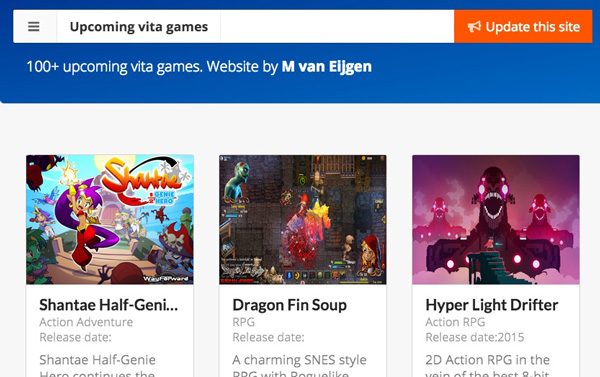 Upcoming vita games
Update this site
100+ upcoming vita games. Website by M van Eijgen
Shantae
GENIE
HERO
WayForward
Shantae Half-Geni...
Action Adventure
Release date:
Shantae Half-Genie
Hero continues the
Dragon Fin Soup
RPG
Release date:
A charming SNES style
RPG with Roguelike
Hyper Light Drifter
Action RPG
Release date:2015
2D Action RPG in the
vein of the best 8-bit